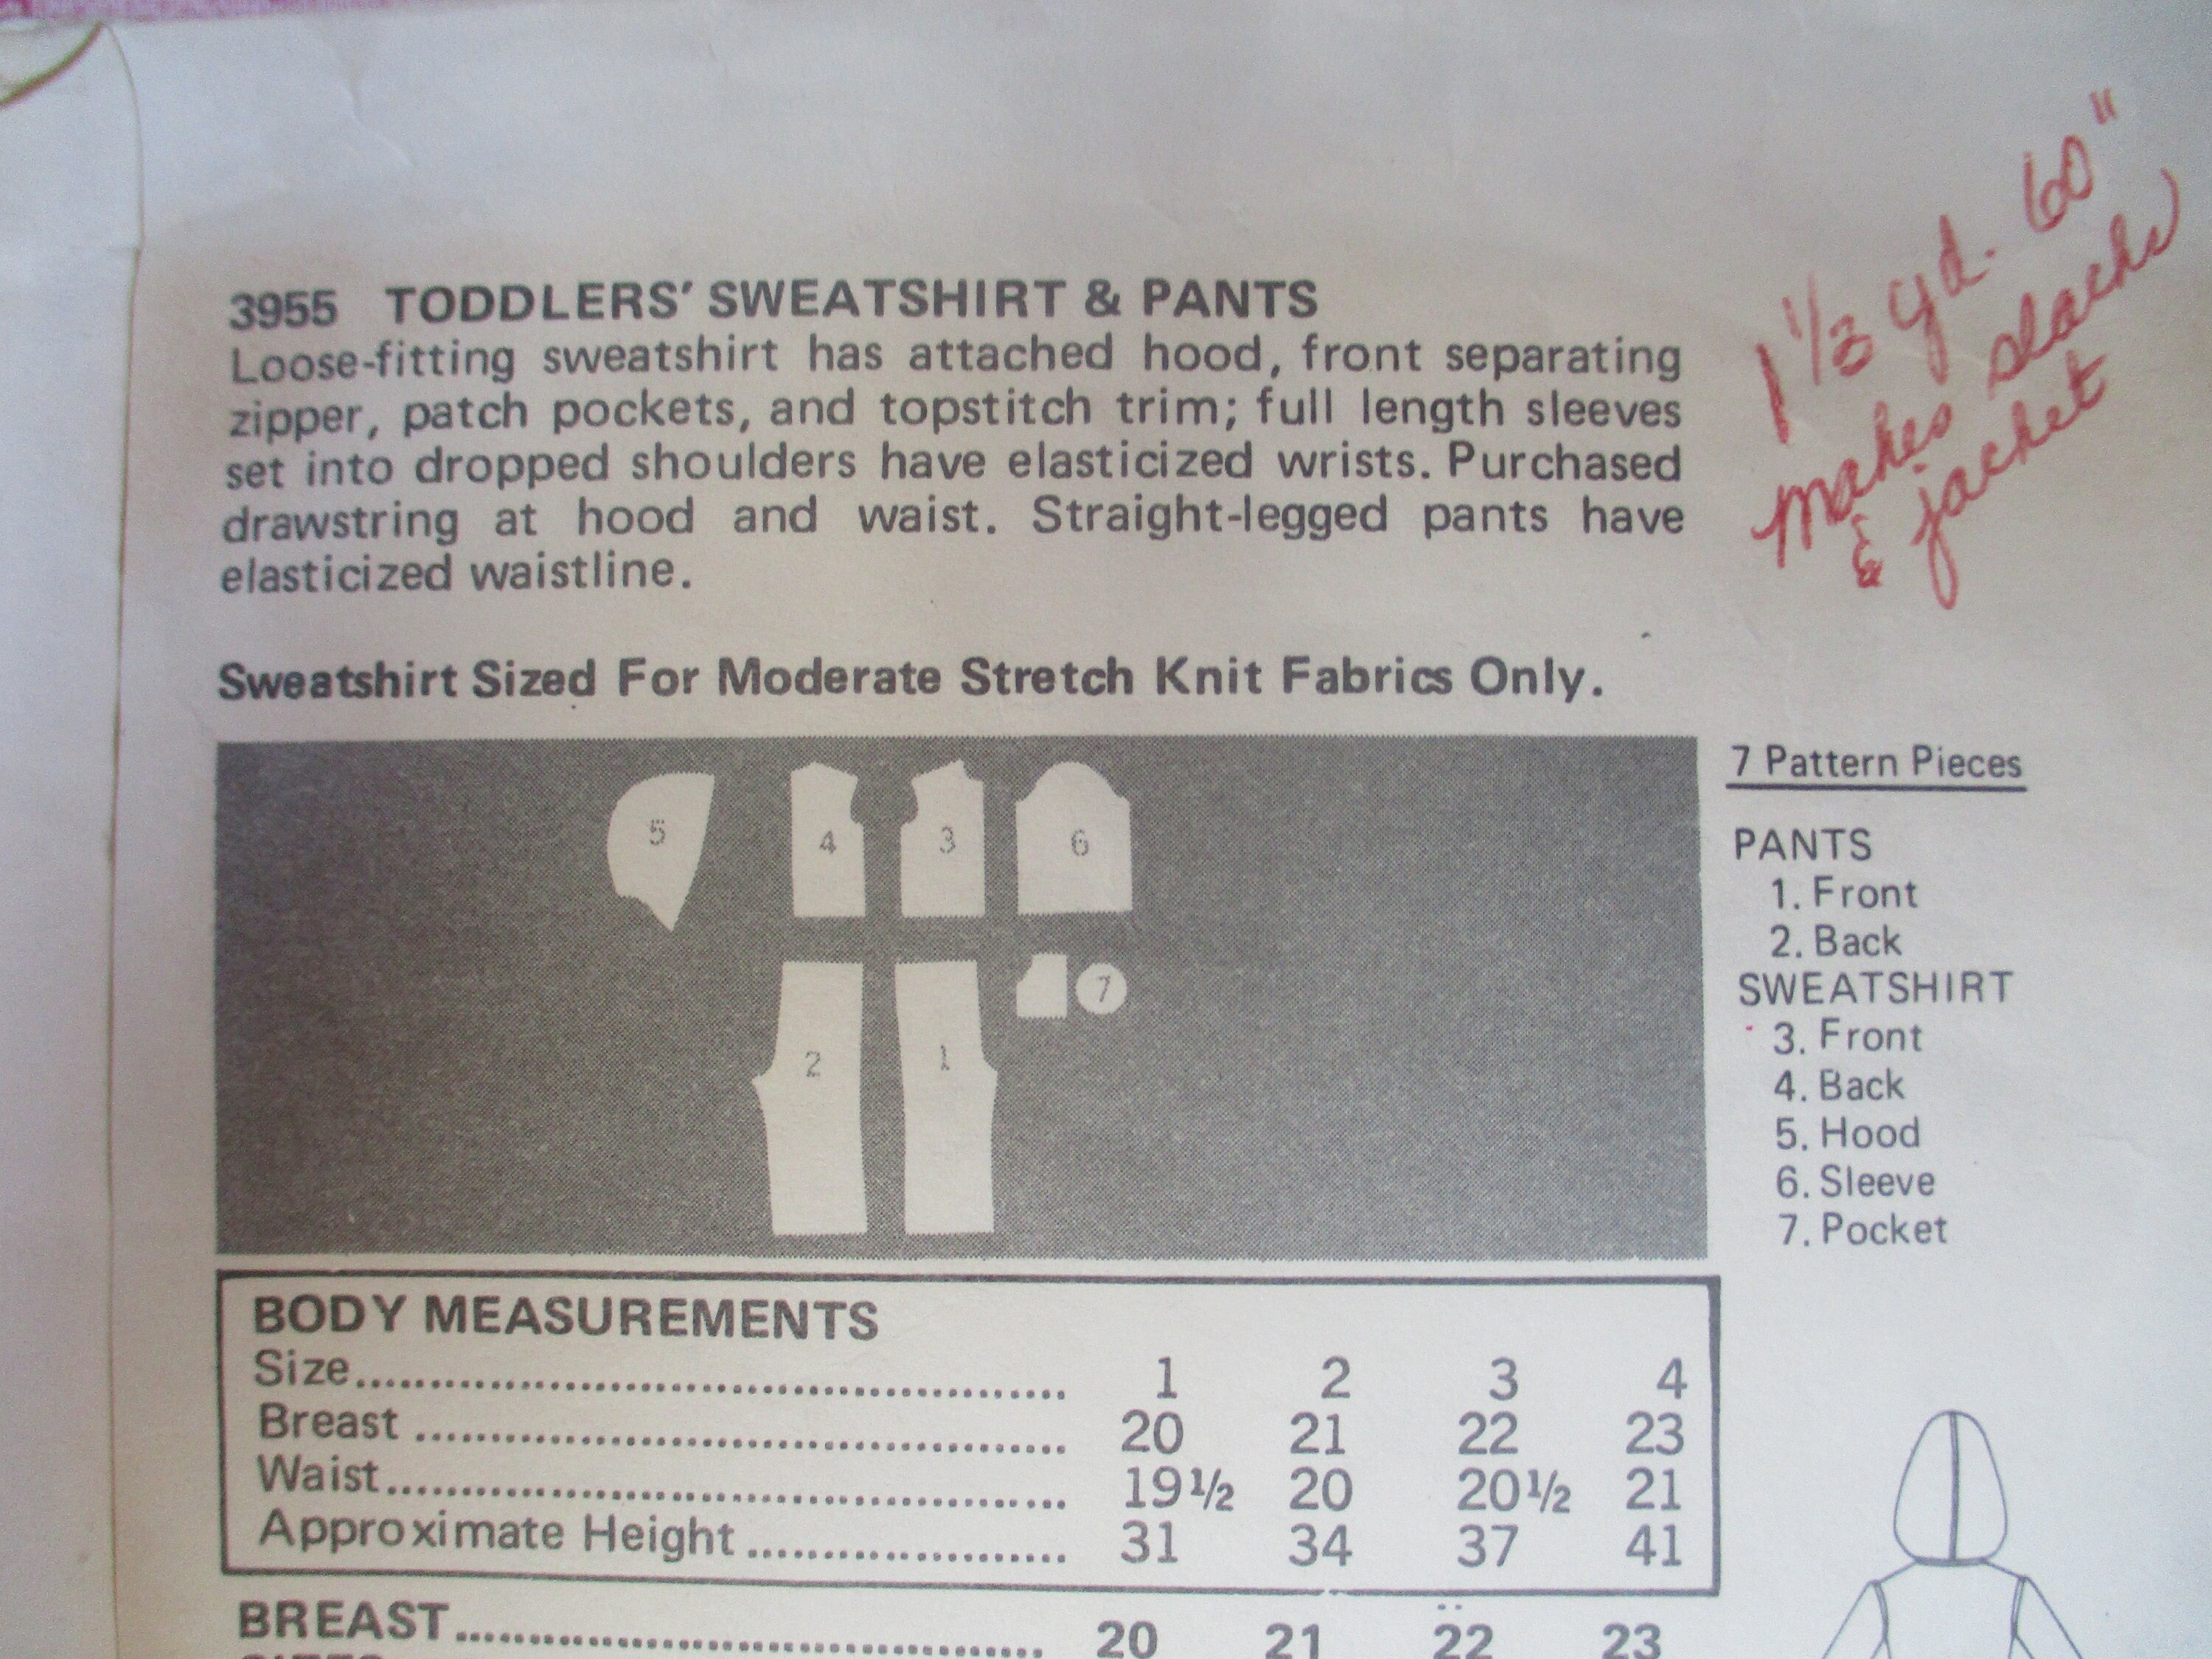 1 1/3 yd. 60"
makes slacks
& jacket
3955 TODDLERS' SWEATSHIRT & PANTS
Loose-fitting sweatshirt has attached hood, front separating
zipper, patch pockets, and topstitch trim; full length sleeves
set into dropped shoulders have elasticized wrists. Purchased
drawstring at hood and waist. Straight-legged pants have
elasticized waistline.
Sweatshirt Sized For Moderate Stretch Knit Fabrics Only.
5 4 3 6
7
2 1
7 Pattern Pieces
PANTS
1. Front
2. Back
SWEATSHIRT
3. Front
4. Back
5. Hood
6. Sleeve
7. Pocket
BODY MEASUREMENTS
Size 1 2 3 4
Breast 20 21 22 23
Waist 19½ 20 20½ 21
Approximate Height 31 34 37 41
BREAST 20 21 22 23